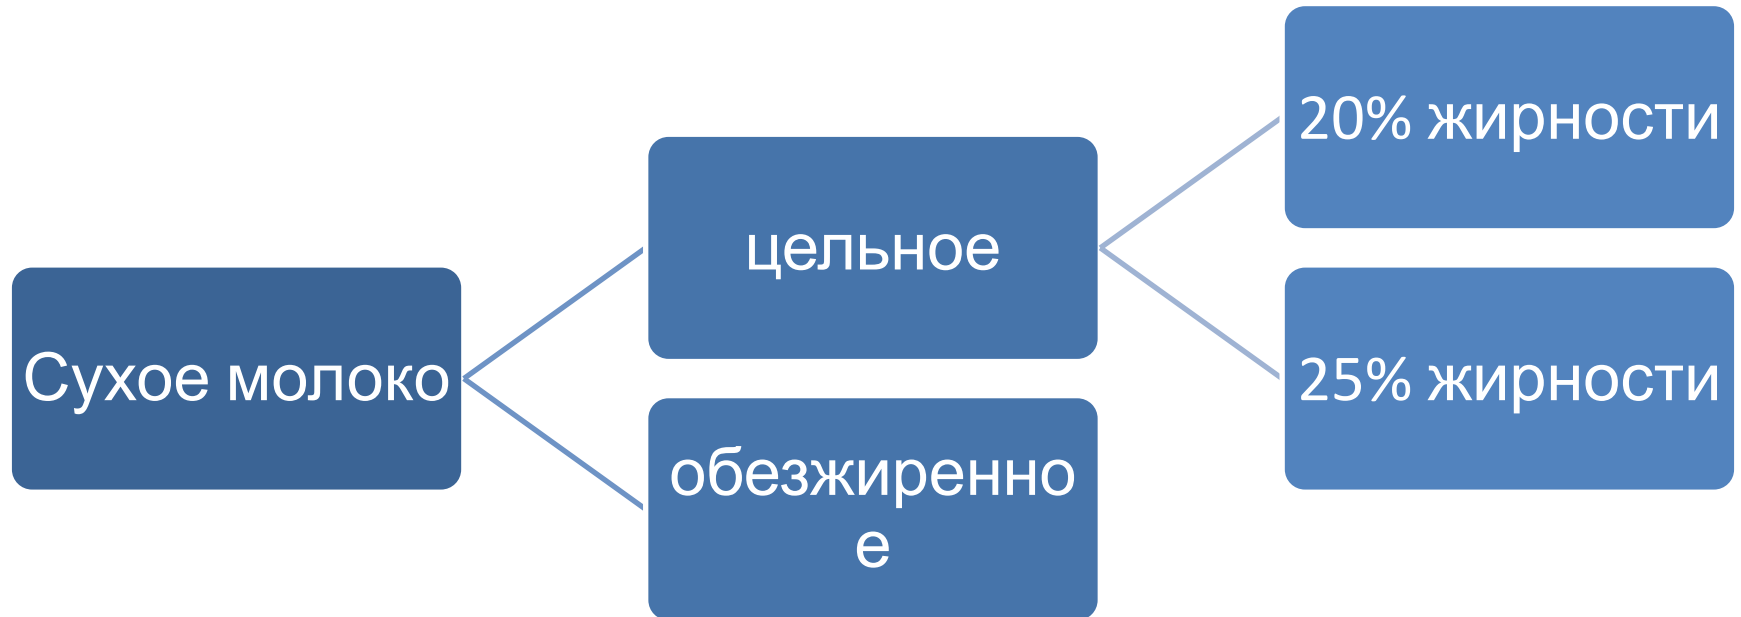 Сухое молоко
цельное
обезжиренно
е
20% жирности
25% жирности